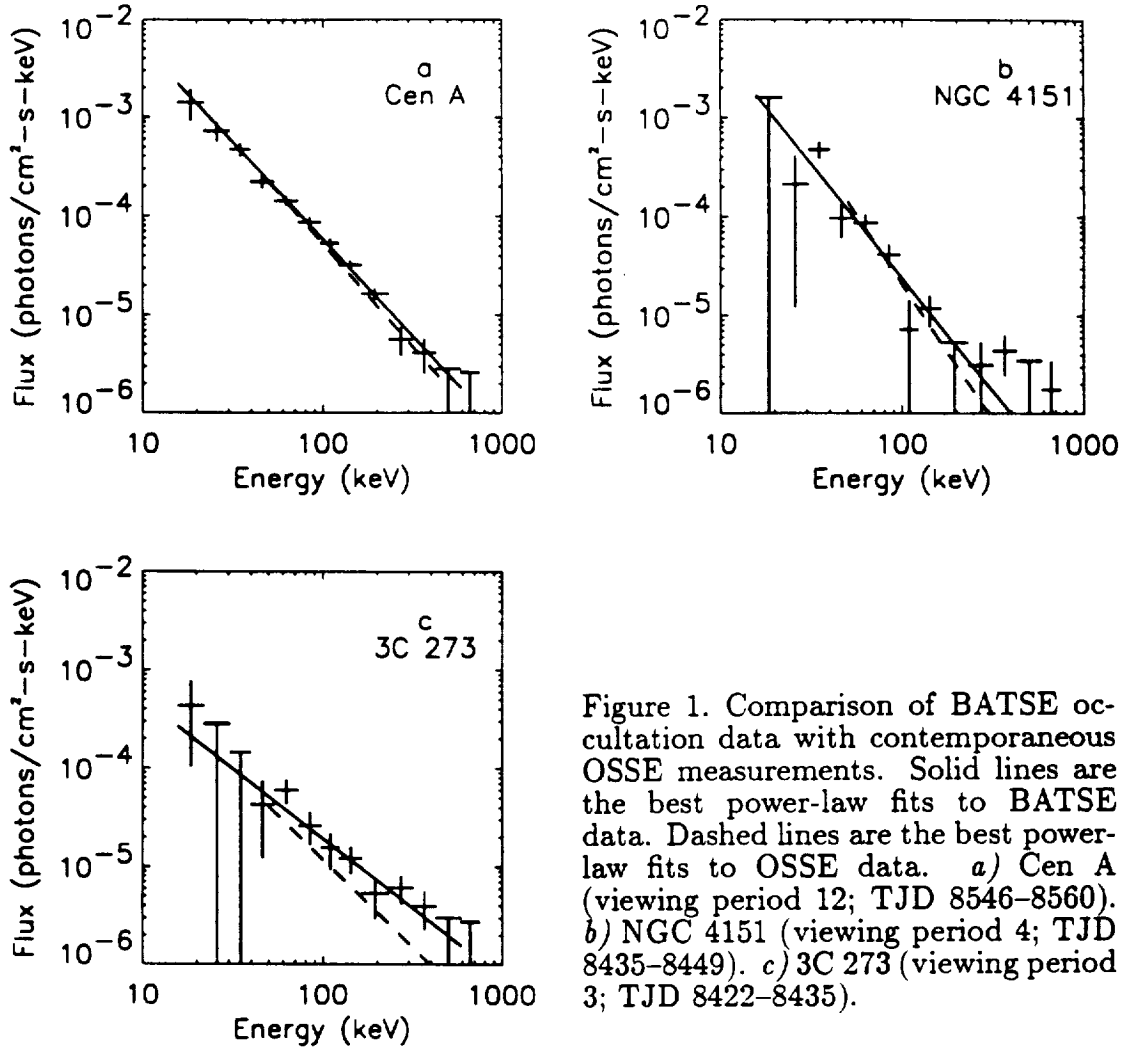 a
Cen A
10⁻²
10⁻³
10⁻⁴
10⁻⁵
10⁻⁶
Flux (photons/cm²-s-keV)
10 100 1000
Energy (keV)
b
NGC 4151
10⁻²
10⁻³
10⁻⁴
10⁻⁵
10⁻⁶
Flux (photons/cm²-s-keV)
10 100 1000
Energy (keV)
c
3C 273
10⁻²
10⁻³
10⁻⁴
10⁻⁵
10⁻⁶
Flux (photons/cm²-s-keV)
10 100 1000
Energy (keV)
Figure 1. Comparison of BATSE oc-
cultation data with contemporaneous
OSSE measurements. Solid lines are
the best power-law fits to BATSE
data. Dashed lines are the best power-
law fits to OSSE data. a) Cen A
(viewing period 12; TJD 8546–8560).
b) NGC 4151 (viewing period 4; TJD
8435–8449). c) 3C 273 (viewing period
3; TJD 8422–8435).